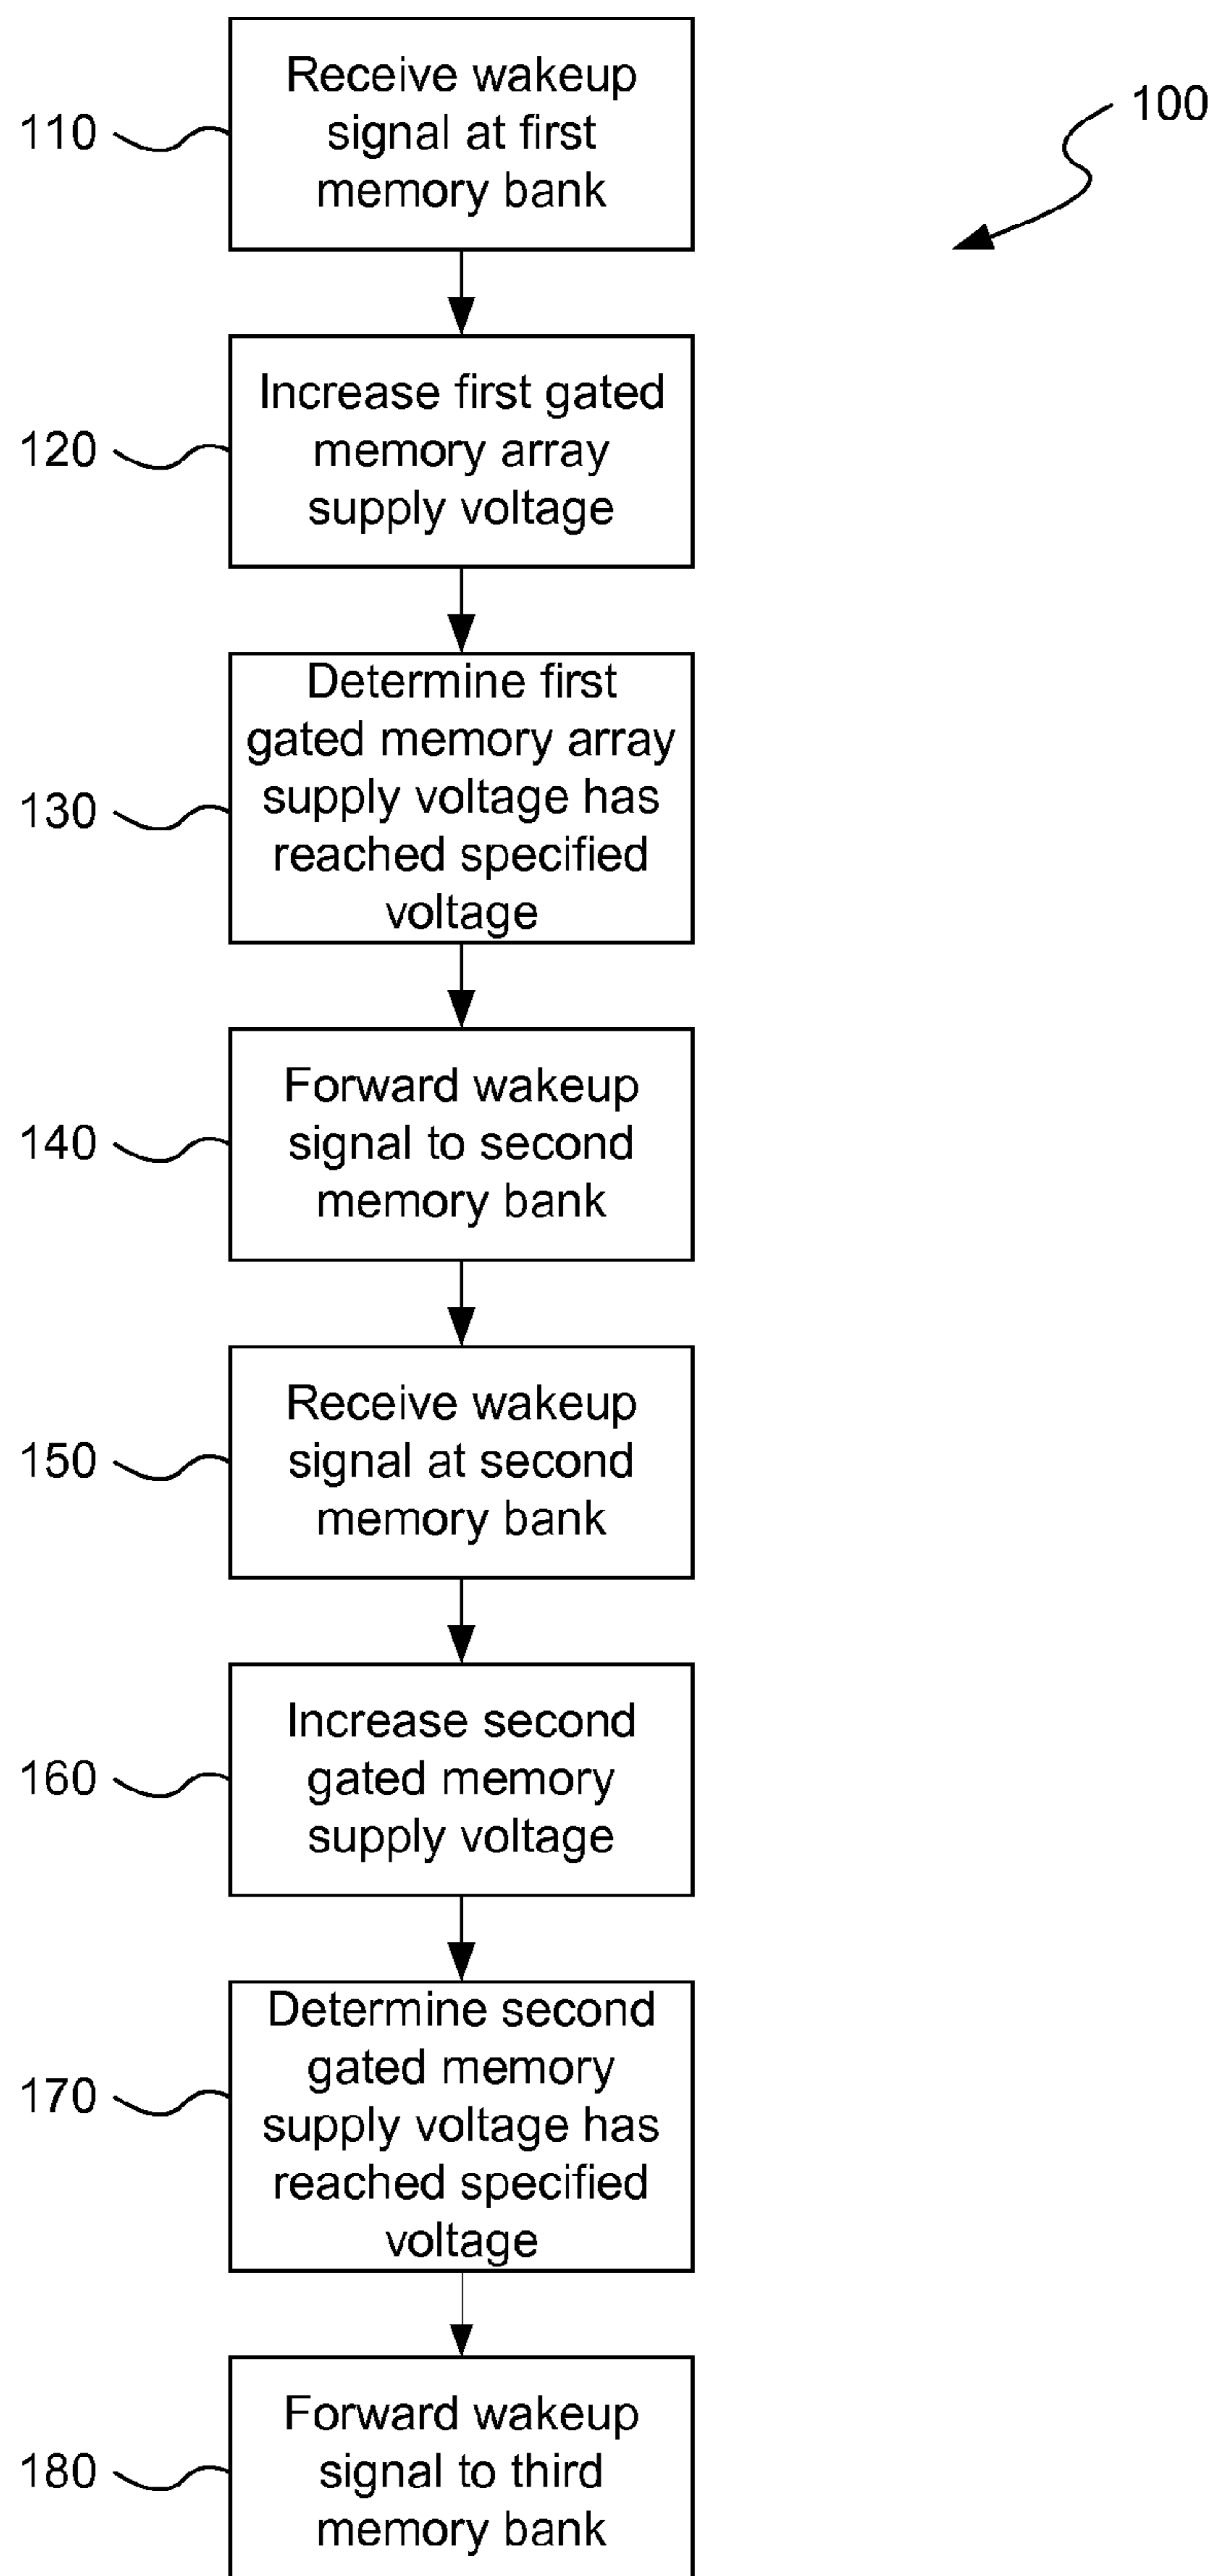 100
110
Receive wakeup
signal at first
memory bank
120
Increase first gated
memory array
supply voltage
130
Determine first
gated memory array
supply voltage has
reached specified
voltage
140
Forward wakeup
signal to second
memory bank
150
Receive wakeup
signal at second
memory bank
160
Increase second
gated memory
supply voltage
170
Determine second
gated memory
supply voltage has
reached specified
voltage
180
Forward wakeup
signal to third
memory bank